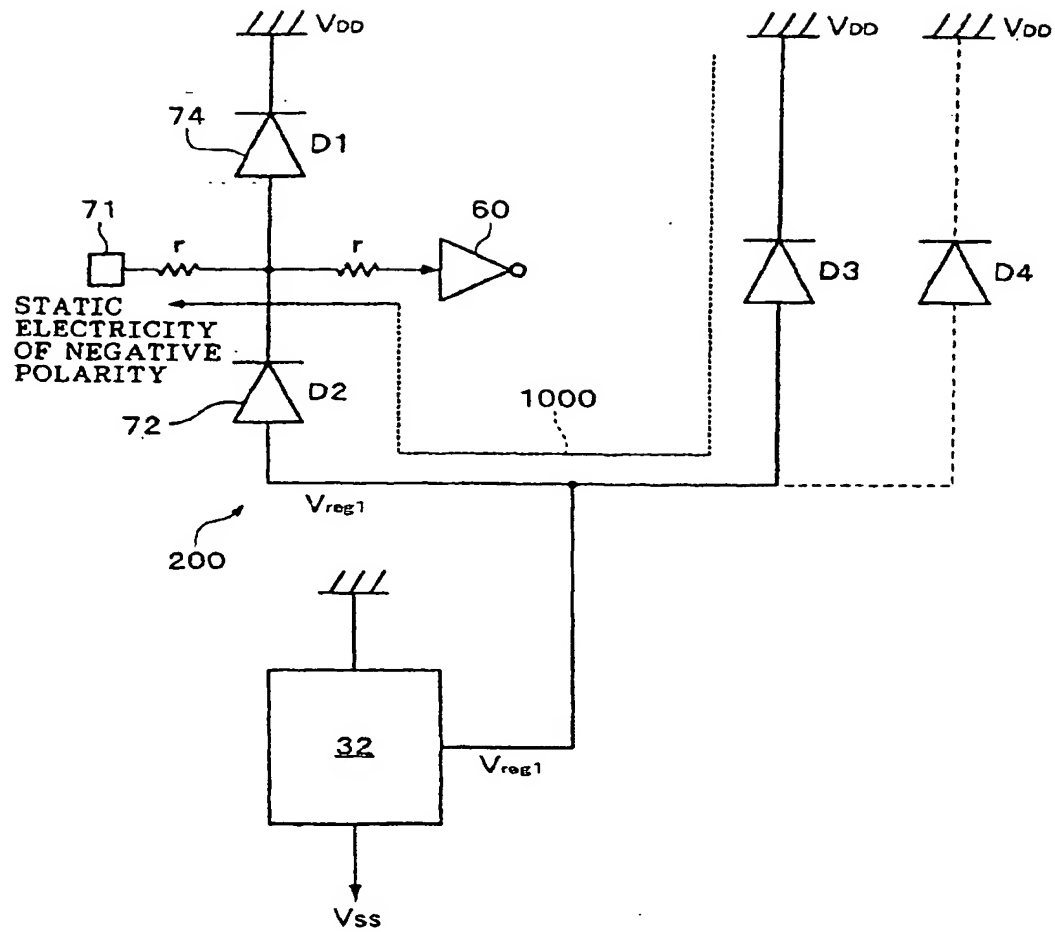 VDD
VDD
VDD
74
D1
71
60
r
r
D3
D4
STATIC
ELECTRICITY
OF NEGATIVE
POLARITY
D2
72
1000
Vreg1
200
32
Vreg1
VSS